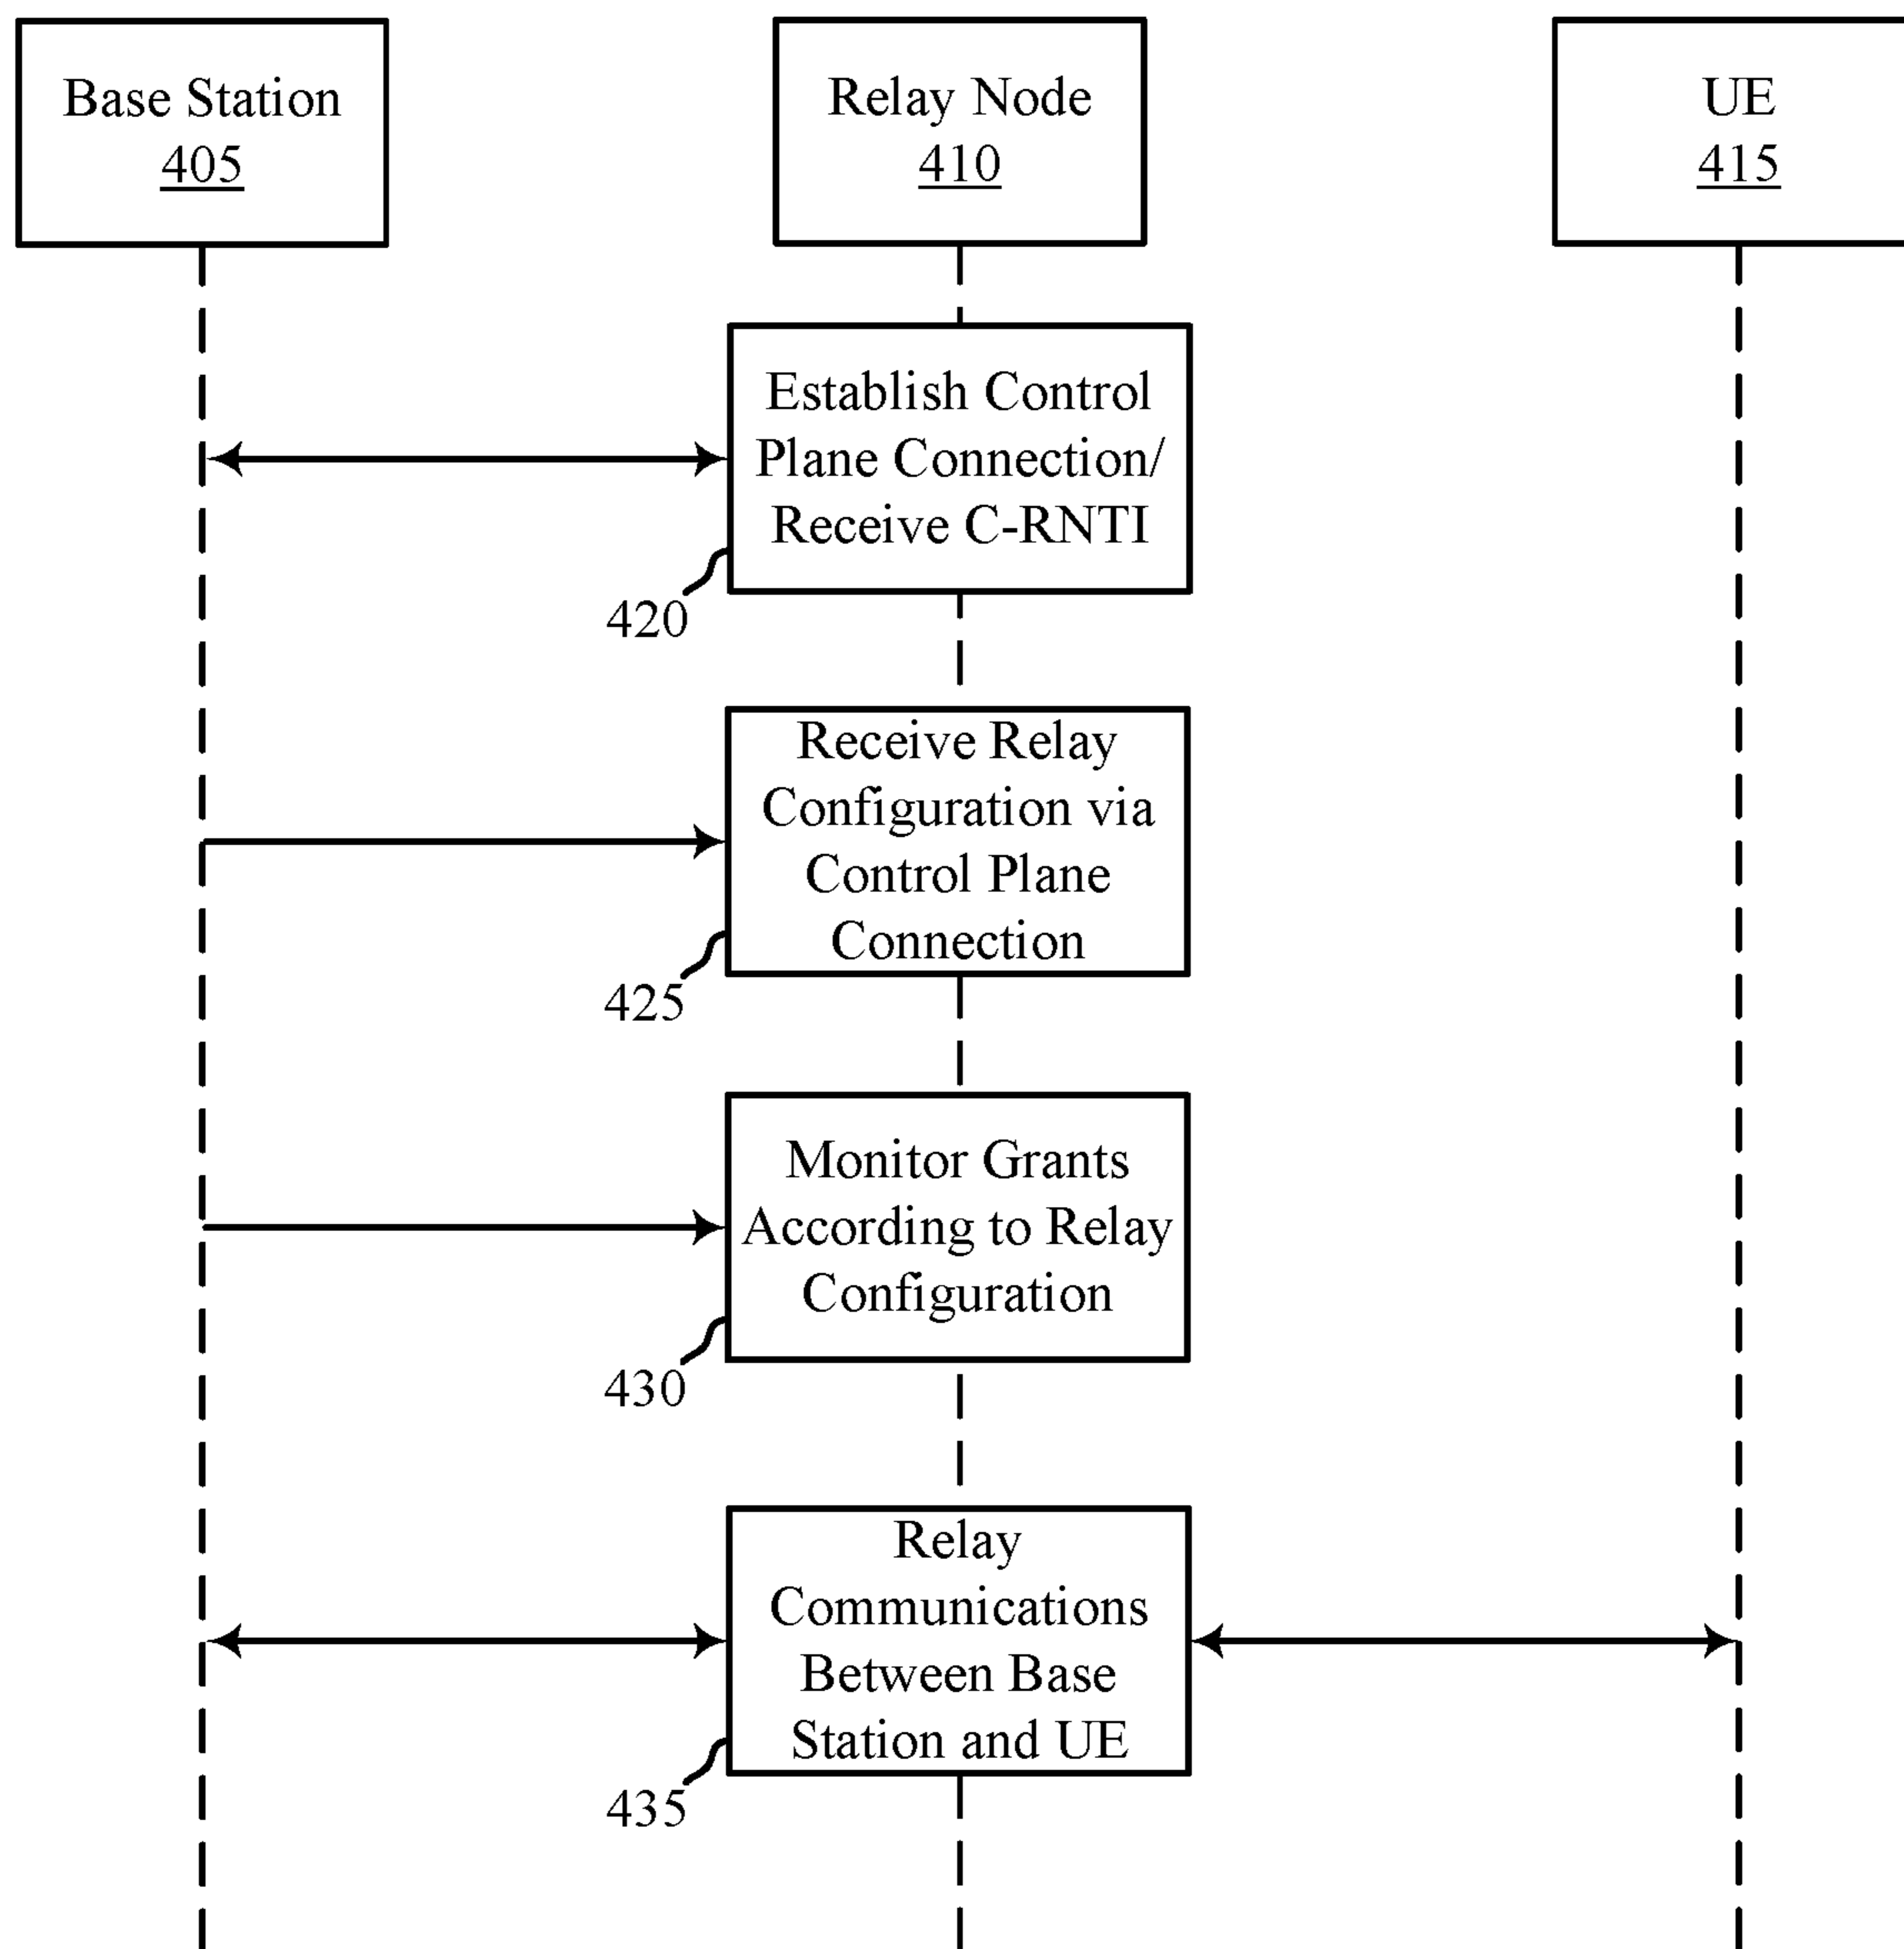 Base Station
405
Relay Node
410
UE
415
Establish Control
Plane Connection/
Receive C-RNTI
420
Receive Relay
Configuration via
Control Plane
Connection
425
Monitor Grants
According to Relay
Configuration
430
Relay
Communications
Between Base
Station and UE
435